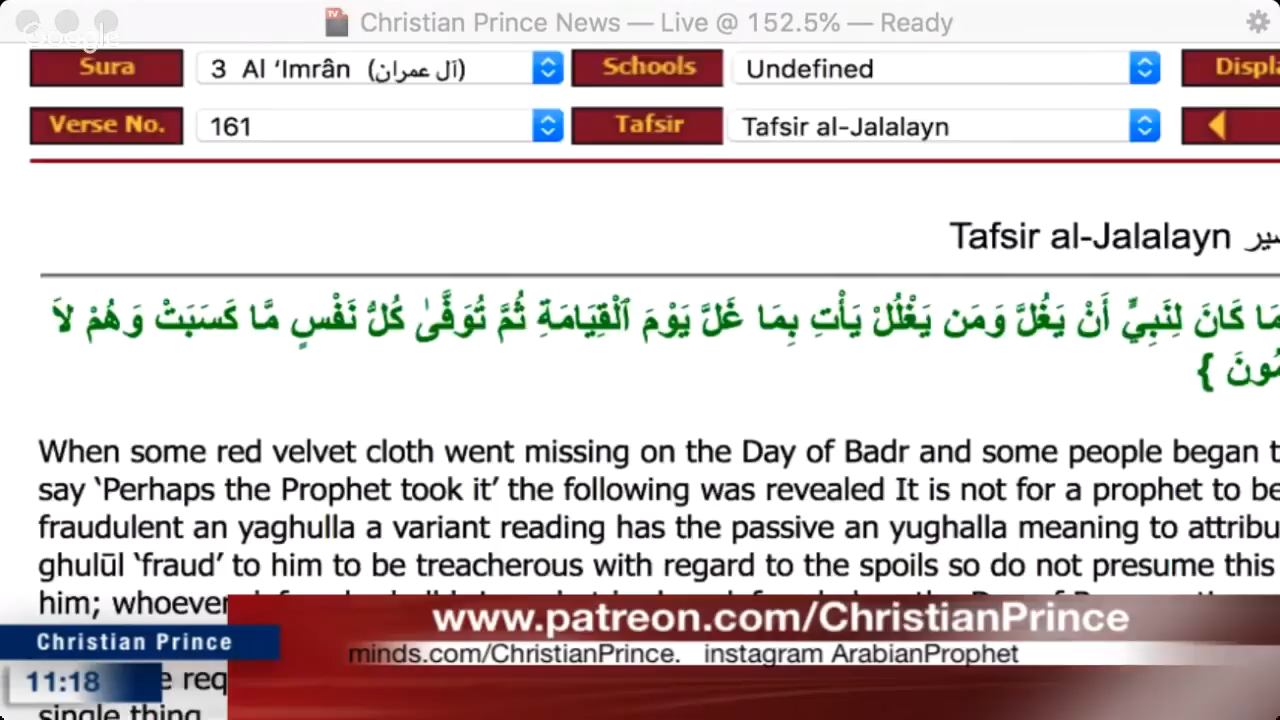 Christian Prince News — Live @ 152.5% — Ready
Google
Sura 3 Al ‘Imrân (آل عمران) Schools Undefined
Verse No. 161 Tafsir Tafsir al-Jalalayn
Tafsir al-Jalalayn
كَانَ لِنَبِيٍّ أَنْ يَغُلَّ وَمَن يَغْلُلْ يَأْتِ بِمَا غَلَّ يَوْمَ ٱلْقِيَامَةِ ثُمَّ تُوَفَّىٰ كُلُّ نَفْسٍ مَّا كَسَبَتْ وَهُمْ لاَ
}
When some red velvet cloth went missing on the Day of Badr and some people began
say ‘Perhaps the Prophet took it’ the following was revealed It is not for a prophet to be
fraudulent an yaghulla a variant reading has the passive an yughalla meaning to
ghulūl ‘fraud’ to him to be treacherous with regard to the spoils so do not presume this
him; whoever
www.patreon.com/ChristianPrince
Christian Prince
minds.com/ChristianPrince. instagram ArabianProphet
11:18
single thing